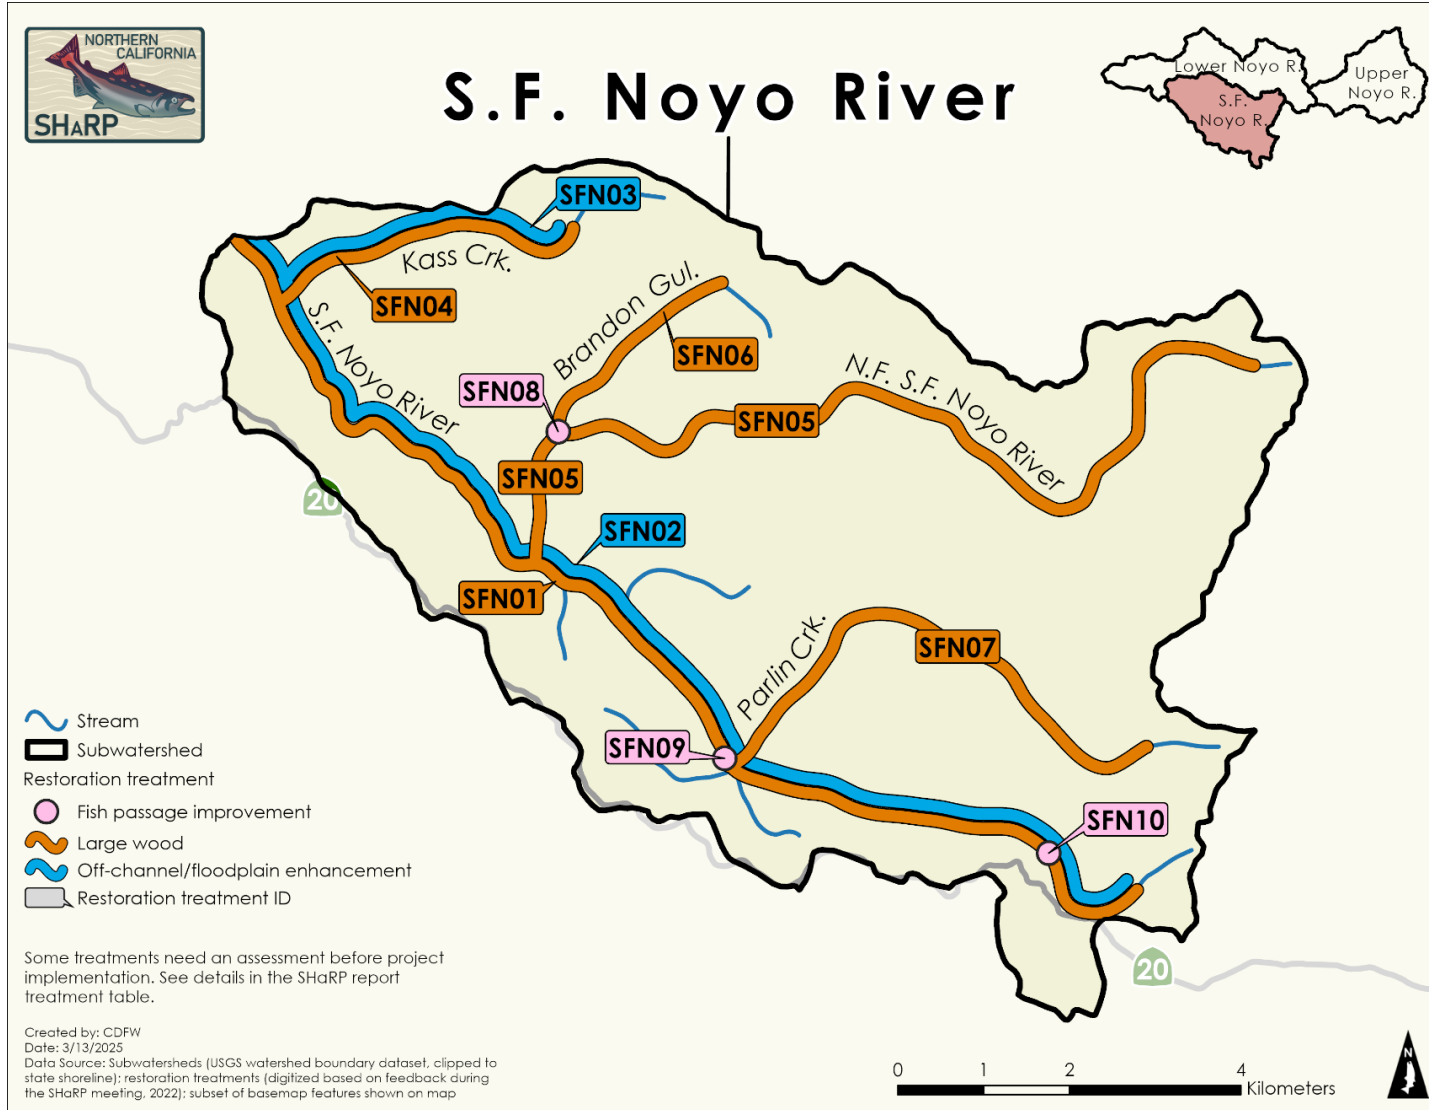 NORTHERN
CALIFORNIA
SHaRP
S.F. Noyo River
Lower Noyo R.
Upper
Noyo R.
S.F.
Noyo R.
SFN03
Kass Crk.
SFN04
S.F. Noyo River
Brandon Gul.
SFN06
SFN08
N.F. S.F. Noyo River
SFN05
SFN05
20
SFN02
SFN01
Parlin Crk.
SFN07
SFN09
SFN10
20
Stream
Subwatershed
Restoration treatment
Fish passage improvement
Large wood
Off-channel/floodplain enhancement
Restoration treatment ID
Some treatments need an assessment before project
implementation. See details in the SHaRP report
treatment table.
Created by: CDFW
Date: 3/13/2025
Data Source: Subwatersheds (USGS watershed boundary dataset, clipped to
state shoreline); restoration treatments (digitized based on feedback during
the SHaRP meeting, 2022); subset of basemap features shown on map
0 1 2 4
Kilometers
N